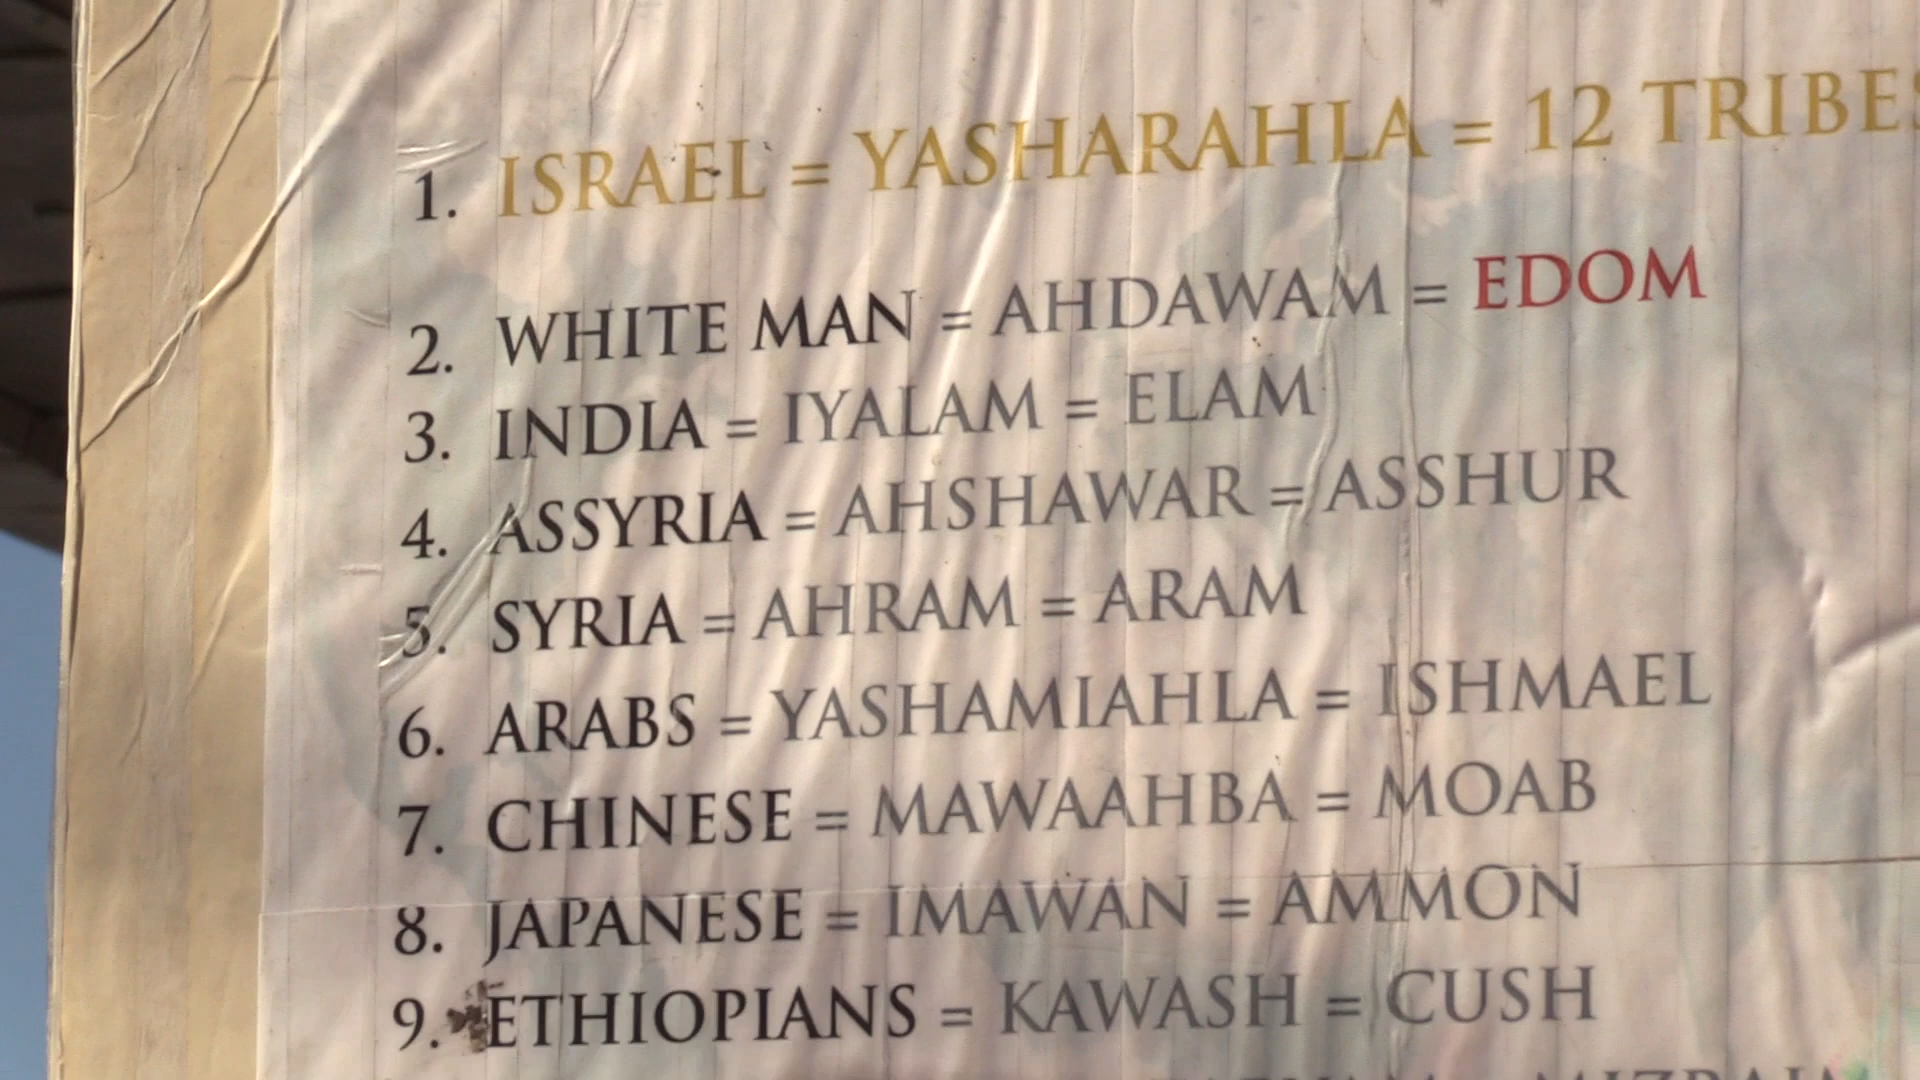 1. ISRAEL = YASHARAHLA = 12 TRIBES
2. WHITE MAN = AHDAWAM = EDOM
3. INDIA = IYALAM = ELAM
4. ASSYRIA = AHSHAWAR = ASSHUR
5. SYRIA = AHRAM = ARAM
6. ARABS = YASHAMIAHLA = ISHMAEL
7. CHINESE = MAWAAHBA = MOAB
8. JAPANESE = IMAWAN = AMMON
9. ETHIOPIANS = KAWASH = CUSH